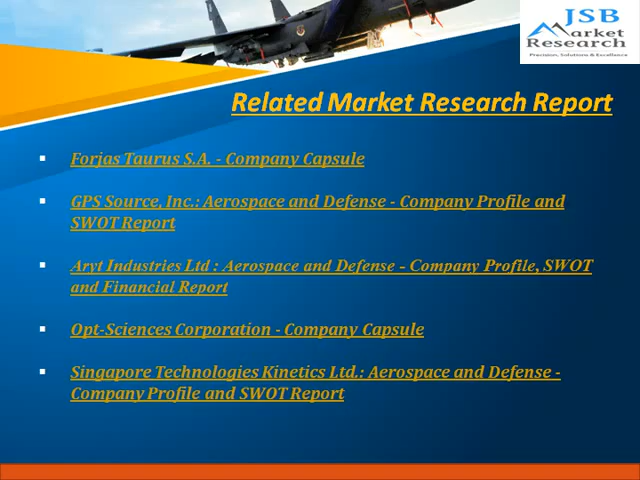 JSB
Market
Research
Precision, Solutions & Excellence
Related Market Research Report
Forjas Taurus S.A. - Company Capsule
GPS Source, Inc.: Aerospace and Defense - Company Profile and
SWOT Report
Aryt Industries Ltd : Aerospace and Defense - Company Profile, SWOT
and Financial Report
Opt-Sciences Corporation - Company Capsule
Singapore Technologies Kinetics Ltd.: Aerospace and Defense -
Company Profile and SWOT Report